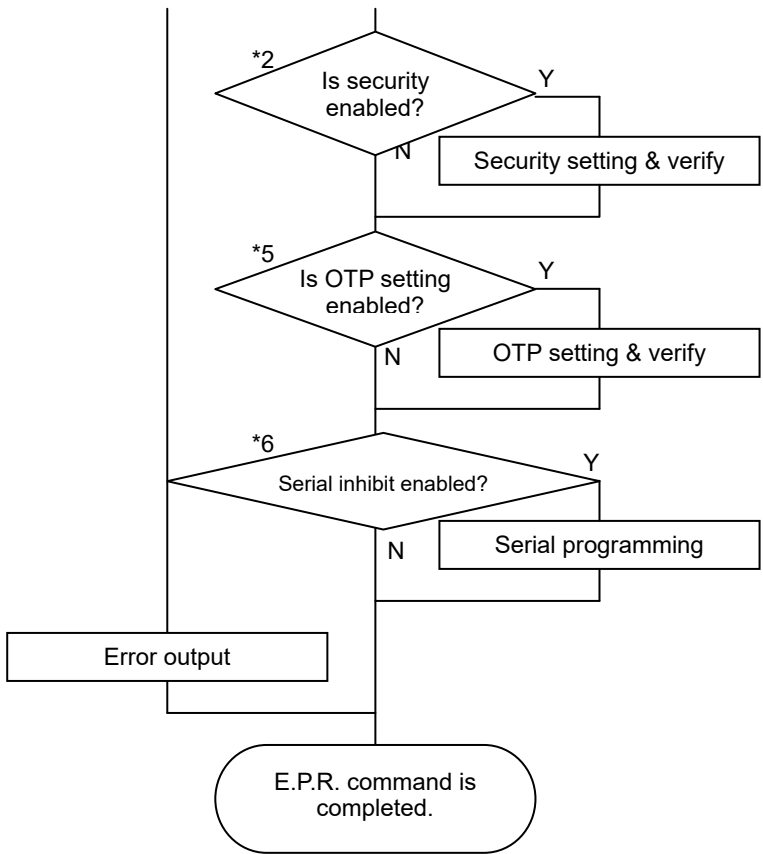 *2
Is security
enabled?
Y
N
Security setting & verify
*5
Is OTP setting
enabled?
Y
N
OTP setting & verify
*6
Serial inhibit enabled?
Y
N
Serial programming
Error output
E.P.R. command is
completed.